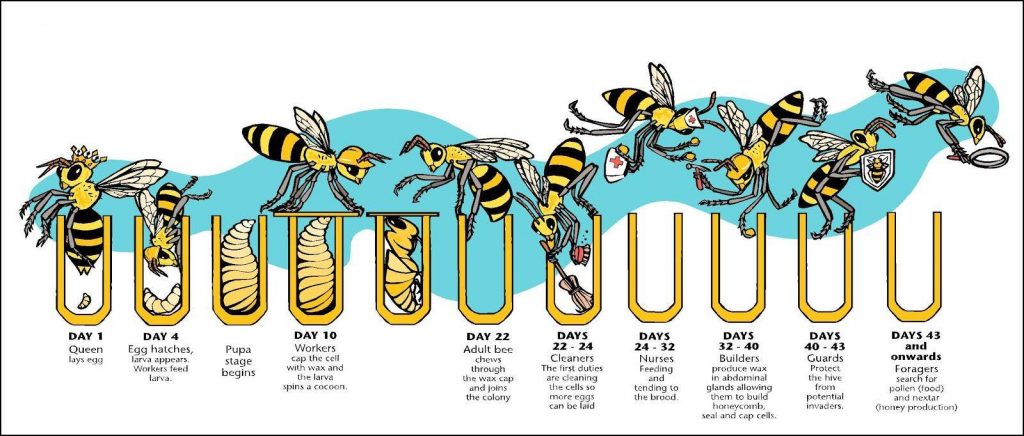 DAY 1
Queen
lays egg
DAY 4
Egg hatches,
larva appears.
Workers feed
larva.
Pupa
stage
begins
DAY 10
Workers
cap the cell
with wax and
the larva
spins a cocoon.
DAY 22
Adult bee
chews
through
the wax cap
and joins
the colony
DAYS
22 - 24
Cleaners
The first duties
are cleaning
the cells so
more eggs
can be laid
DAYS
24 - 32
Nurses
Feeding
and
tending to
the brood.
DAYS
32 - 40
Builders
produce wax
in abdominal
glands allowing
them to build
honeycomb,
seal and cap cells.
DAYS
40 - 43
Guards
Protect
the hive
from
potential
invaders.
DAYS 43
and
onwards
Foragers
search for
pollen (food)
and nextar
(honey production)